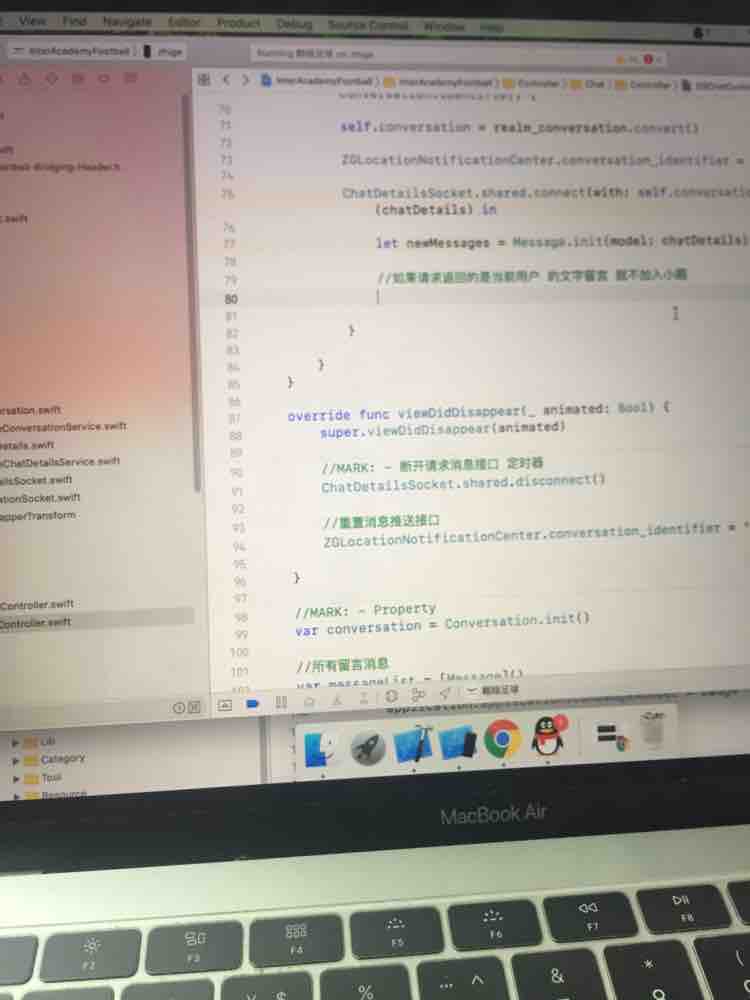 View Find Navigate Editor Product Debug Source Control Window Help
InterAcademyFootball zhige
Running 翻哇足球 on zhige
InterAcademyFootball InterAcademyFootball Controller Chat Controller
70
71 self.conversation = realm_conversation.convert()
72
73 ZGLocationNotificationCenter.conversation_identifier =
74
75 ChatDetailsSocket.shared.connect(with: self.conversatio
(chatDetails) in
76
77 let newMessages = Message.init(model: chatDetails)
78
79 //如果请求返回的是当前用户 的文字留言 就不加入小圈
80
81
82 }
83
84 }
85 }
86
87 override func viewDidDisappear(_ animated: Bool) {
88 super.viewDidDisappear(animated)
89
90 //MARK: - 断开请求消息接口 定时器
91 ChatDetailsSocket.shared.disconnect()
92
93 //重置消息推送接口
94 ZGLocationNotificationCenter.conversation_identifier = "
95
96 }
97
98 //MARK: - Property
99 var conversation = Conversation.init()
100
101 //所有留言消息
102 var messageList = [Message]()
-Bridging-Header.h
.swift
rsation.swift
eConversationService.swift
etails.swift
eChatDetailsService.swift
ailsSocket.swift
ationSocket.swift
apperTransform
Controller.swift
Controller.swift
Lib
Category
Tool
Resource
MacBook Air
F2 F3 F4 F5 F6 F7 F8
¥ $ % … ^ & * (